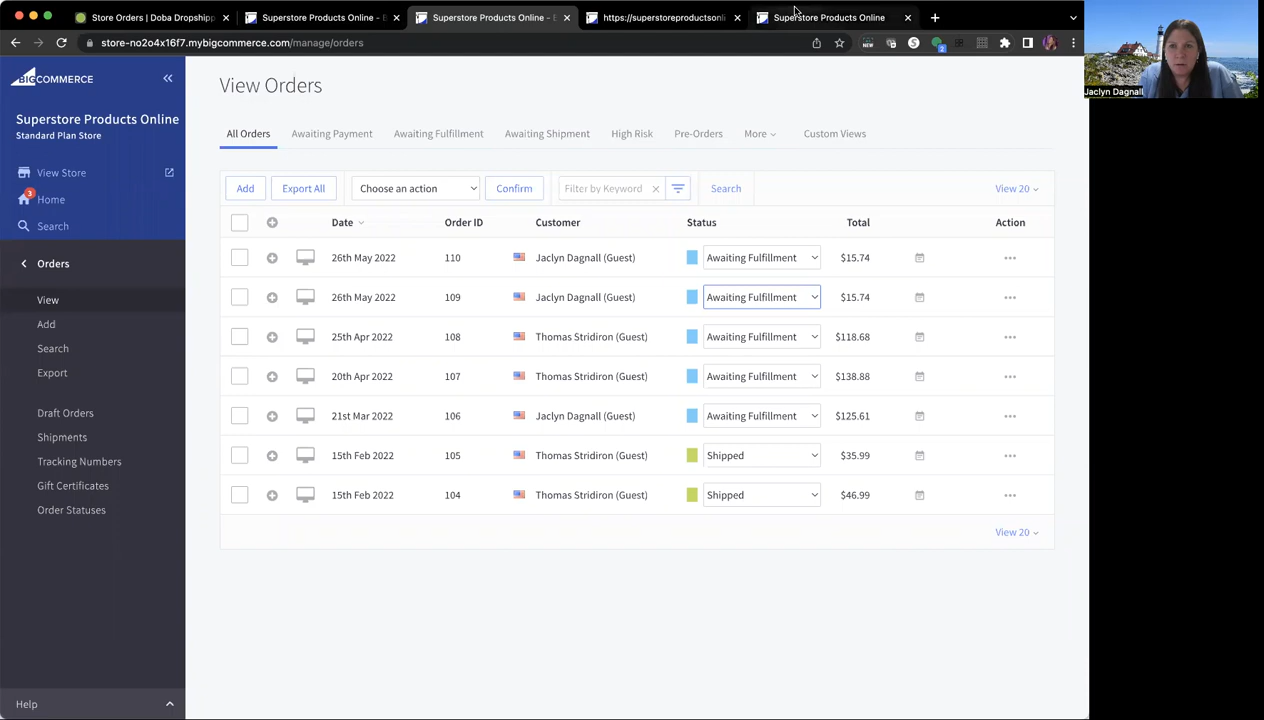 Store Orders | Doba Dropshipp
Superstore Products Online - E
Superstore Products Online - E
https://superstoreproductsonli
Superstore Products Online
store-no2o4x16f7.mybigcommerce.com/manage/orders
NEW
S
2
Jaclyn Dagnall
BIGCOMMERCE
Superstore Products Online
Standard Plan Store
View Store
3
Home
Search
Orders
View
Add
Search
Export
Draft Orders
Shipments
Tracking Numbers
Gift Certificates
Order Statuses
Help
View Orders
All Orders Awaiting Payment Awaiting Fulfillment Awaiting Shipment High Risk Pre-Orders More Custom Views
Add Export All Choose an action Confirm Filter by Keyword Search View 20
Date Order ID Customer Status Total Action
26th May 2022 110 Jaclyn Dagnall (Guest) Awaiting Fulfillment $15.74
26th May 2022 109 Jaclyn Dagnall (Guest) Awaiting Fulfillment $15.74
25th Apr 2022 108 Thomas Stridiron (Guest) Awaiting Fulfillment $118.68
20th Apr 2022 107 Thomas Stridiron (Guest) Awaiting Fulfillment $138.88
21st Mar 2022 106 Jaclyn Dagnall (Guest) Awaiting Fulfillment $125.61
15th Feb 2022 105 Thomas Stridiron (Guest) Shipped $35.99
15th Feb 2022 104 Thomas Stridiron (Guest) Shipped $46.99
View 20